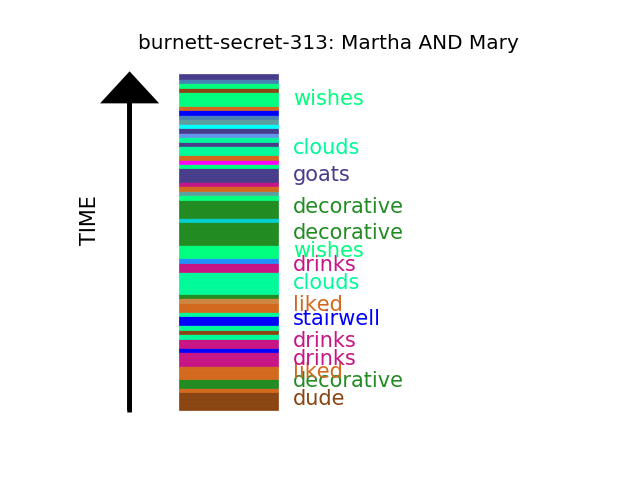 burnett-secret-313: Martha AND Mary
TIME
wishes
clouds
goats
decorative
decorative
wishes
drinks
clouds
liked
stairwell
drinks
drinks
liked
decorative
dude